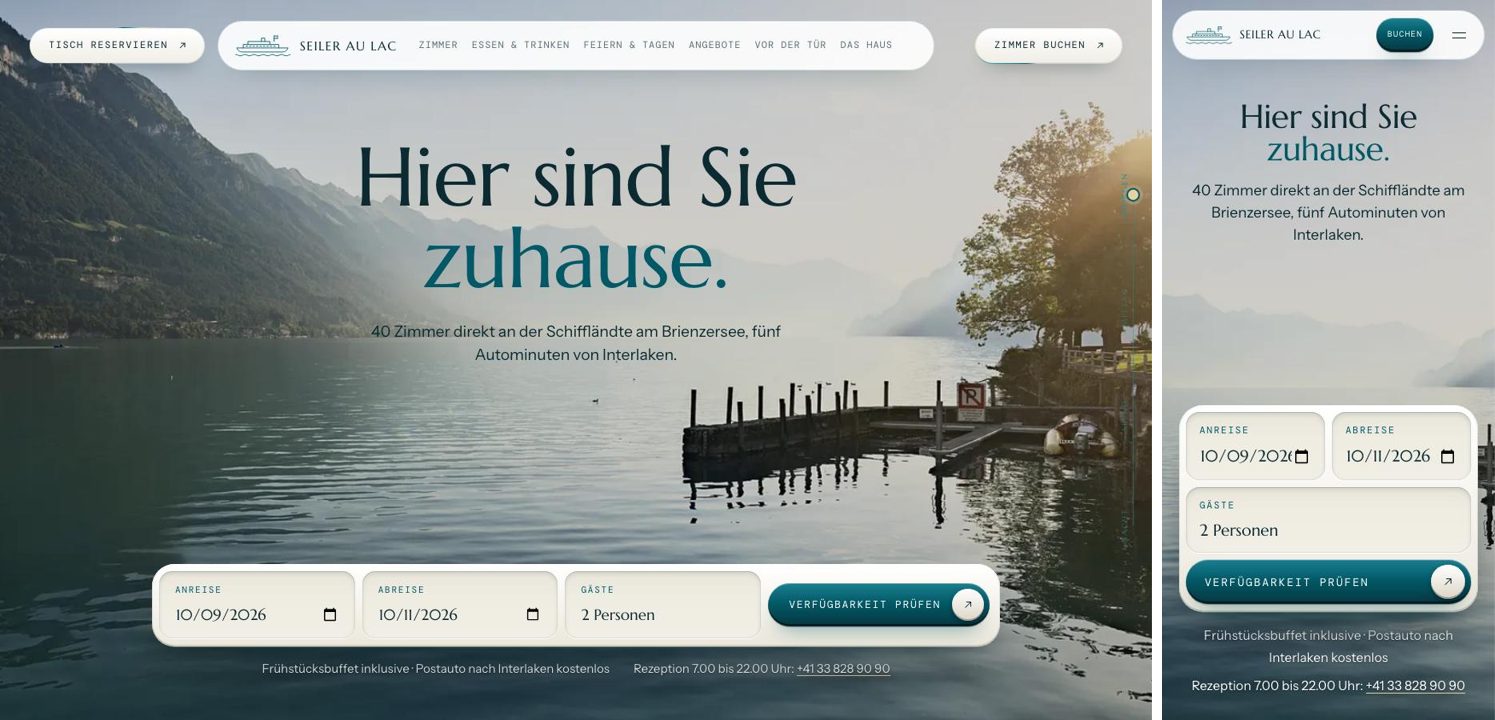 TISCH RESERVIEREN ↗
SEILER AU LAC
ZIMMER ESSEN & TRINKEN FEIERN & TAGEN ANGEBOTE VOR DER TÜR DAS HAUS
ZIMMER BUCHEN ↗
Hier sind Sie
zuhause.
40 Zimmer direkt an der Schiffländte am Brienzersee, fünf
Autominuten von Interlaken.
ANREISE
10/09/2026
ABREISE
10/11/2026
GÄSTE
2 Personen
VERFÜGBARKEIT PRÜFEN ↗
Frühstücksbuffet inklusive · Postauto nach Interlaken kostenlos
Rezeption 7.00 bis 22.00 Uhr: +41 33 828 90 90
SEILER AU LAC
BUCHEN
Hier sind Sie
zuhause.
40 Zimmer direkt an der Schiffländte am
Brienzersee, fünf Autominuten von
Interlaken.
ANREISE
10/09/2026
ABREISE
10/11/2026
GÄSTE
2 Personen
VERFÜGBARKEIT PRÜFEN ↗
Frühstücksbuffet inklusive · Postauto nach
Interlaken kostenlos
Rezeption 7.00 bis 22.00 Uhr: +41 33 828 90 90